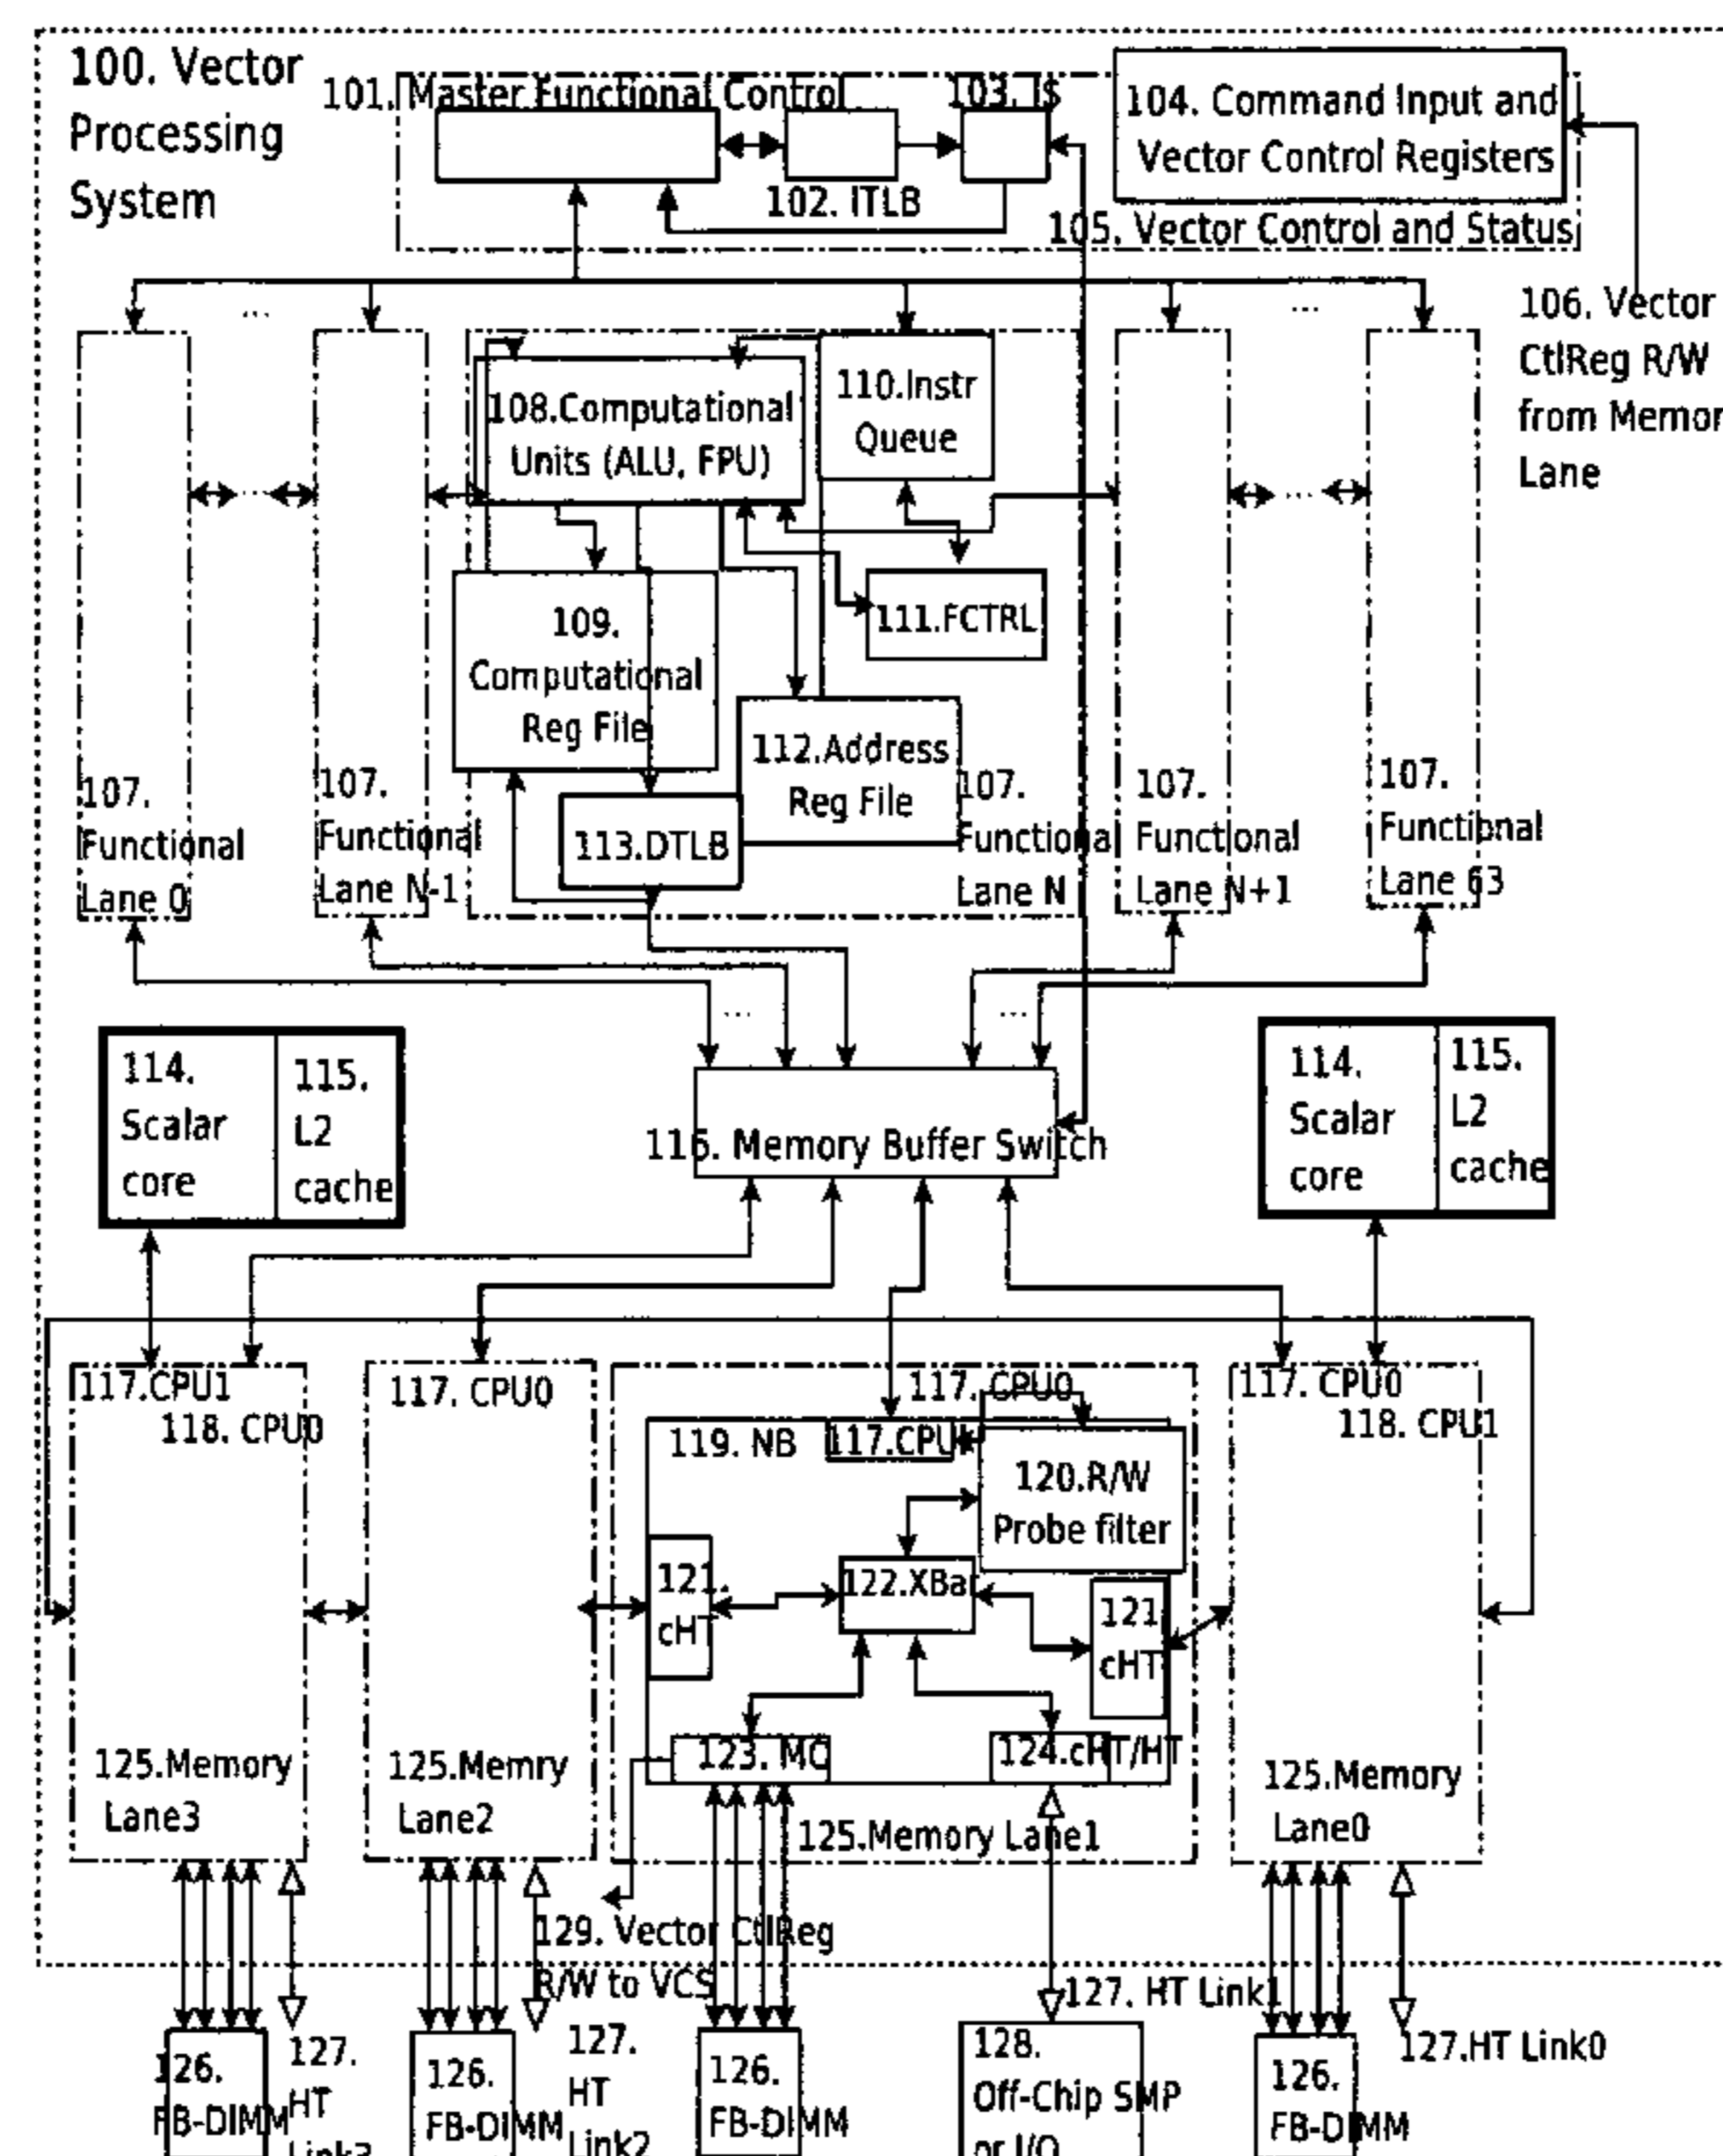 100. Vector
Processing
System
101. Master Functional Control
103. I$
102. ITLB
104. Command Input and
Vector Control Registers
105. Vector Control and Status
106. Vector
CtlReg R/W
from Memor
Lane
...
...
108.Computational
Units (ALU, FPU)
110.Instr
Queue
...
...
109.
Computational
Reg File
111.FCTRL
112.Address
Reg File
113.DTLB
107.
Functional
Lane 0
107.
Functional
Lane N-1
107.
Functional
Lane N
107.
Functional
Lane N+1
107.
Functional
Lane 63
...
...
114.
Scalar
core
115.
L2
cache
116. Memory Buffer Switch
114.
Scalar
core
115.
L2
cache
117.CPU1
118. CPU0
117. CPU0
117. CPU0
117. CPU0
118. CPU1
119. NB
117.CPU
120.R/W
Probe filter
121.
cHT
122.XBar
121
cHT
123. MC
124.cHT/HT
125.Memory
Lane3
125.Memry
Lane2
125.Memory Lane1
125.Memory
Lane0
129. Vector CtlReg
R/W to VCS
127. HT Link1
126.
FB-DIMM
127.
HT
Link3
126.
FB-DIMM
127.
HT
Link2
126.
FB-DIMM
128.
Off-Chip SMP
or I/O
126.
FB-DIMM
127.HT Link0